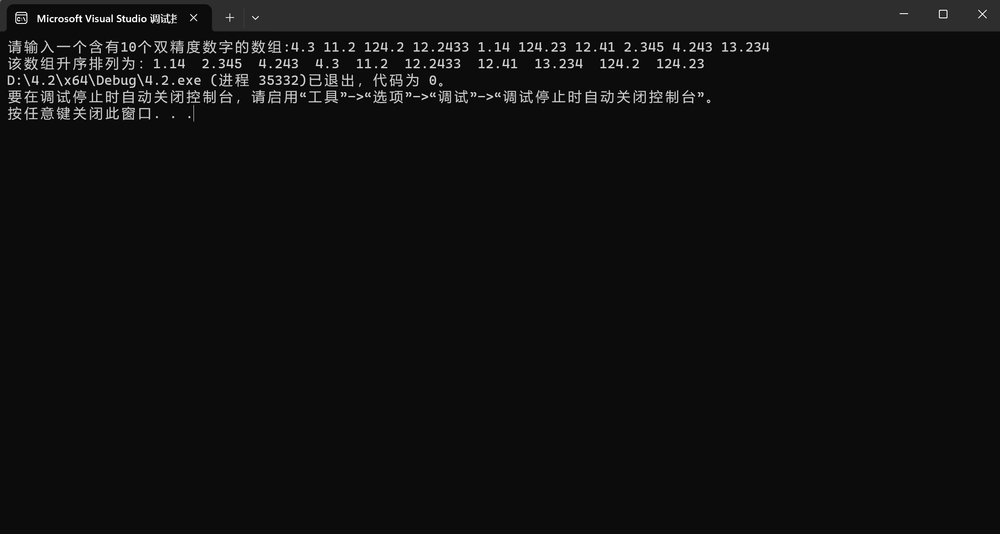 Microsoft Visual Studio 调试
请输入一个含有10个双精度数字的数组:4.3 11.2 124.2 12.2433 1.14 124.23 12.41 2.345 4.243 13.234
该数组升序排列为：1.14  2.345  4.243  4.3  11.2  12.2433  12.41  13.234  124.2  124.23
D:\4.2\x64\Debug\4.2.exe (进程 35332)已退出，代码为 0。
要在调试停止时自动关闭控制台，请启用“工具”->“选项”->“调试”->“调试停止时自动关闭控制台”。
按任意键关闭此窗口. . .